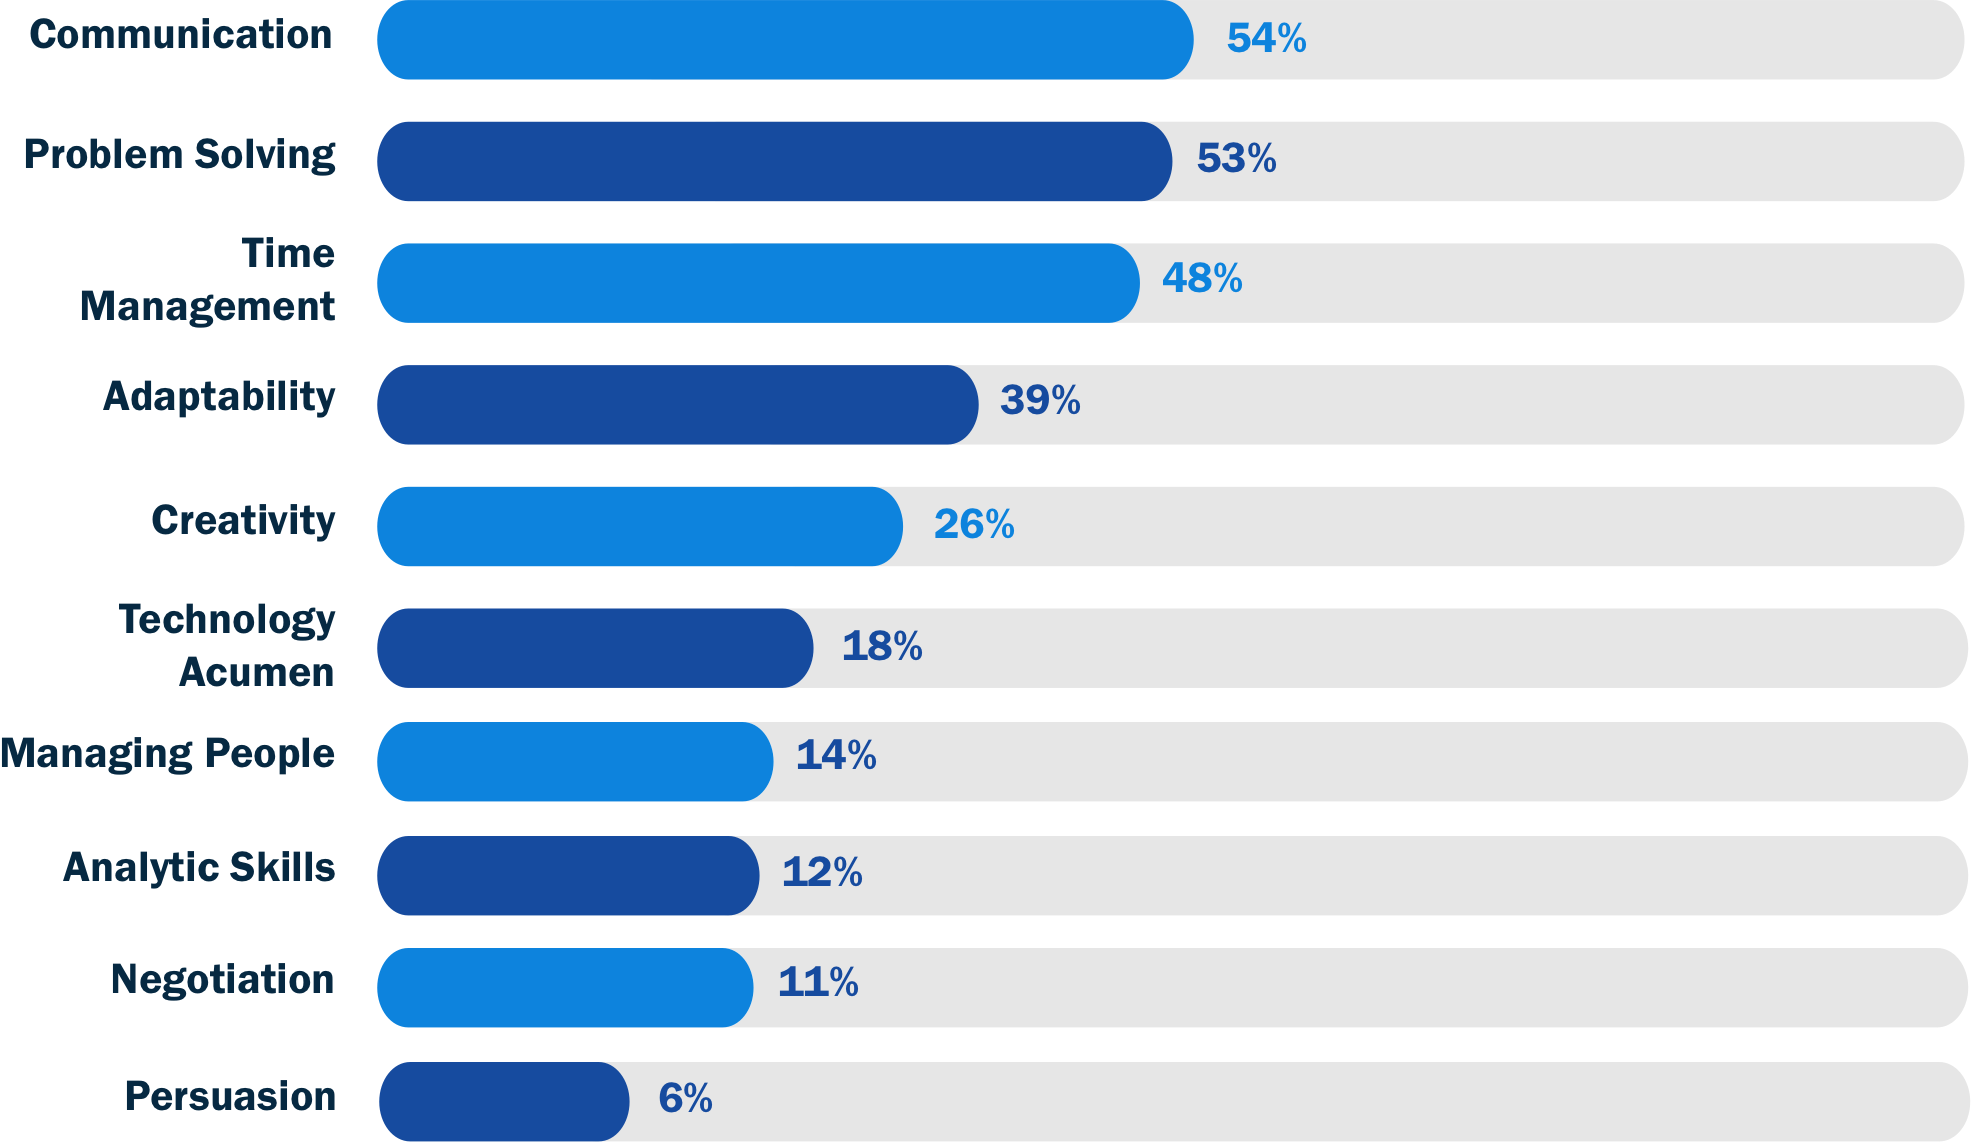 Communication 54%
Problem Solving 53%
Time
Management 48%
Adaptability 39%
Creativity 26%
Technology
Acumen 18%
Managing People 14%
Analytic Skills 12%
Negotiation 11%
Persuasion 6%